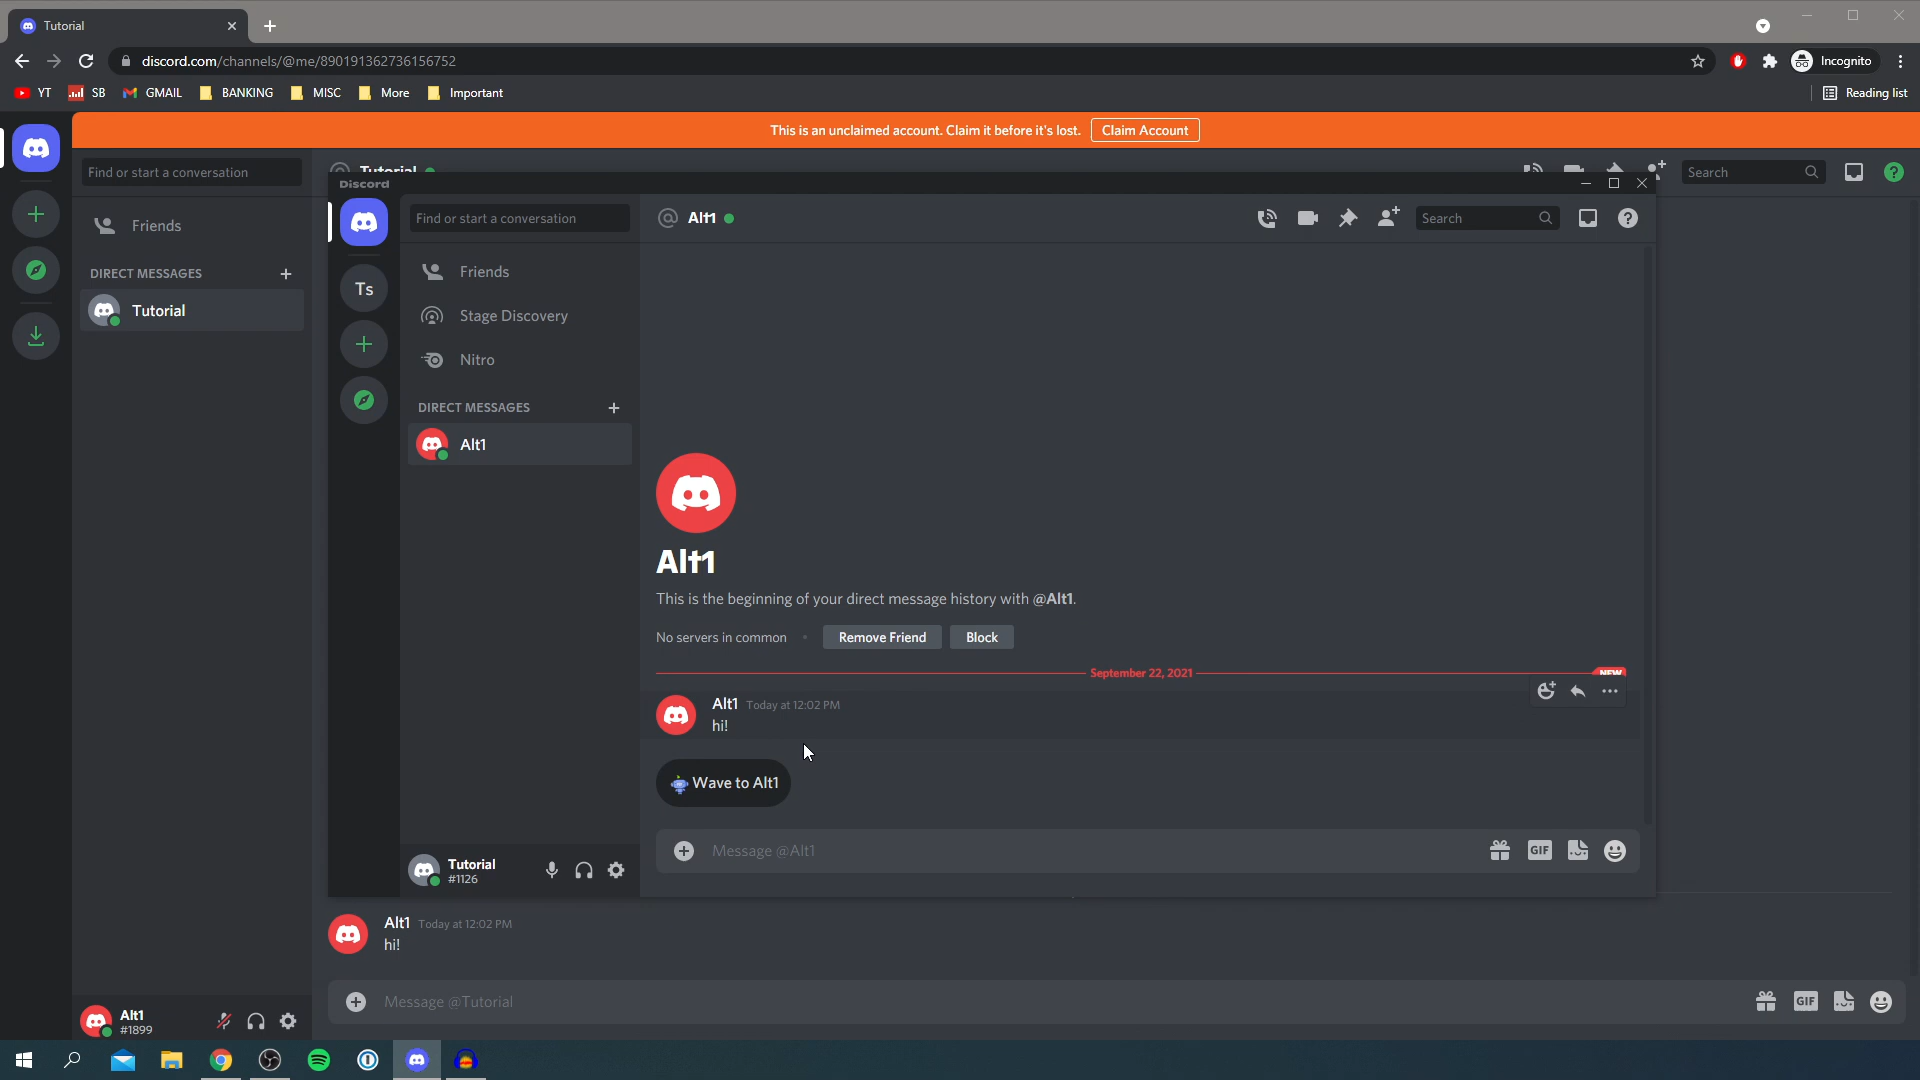 Tutorial
discord.com/channels/@me/890191362736156752
Incognito
YT
SB
GMAIL
BANKING
MISC
More
Important
Reading list
This is an unclaimed account. Claim it before it's lost.
Claim Account
Find or start a conversation
Tutorial
Search
Friends
DIRECT MESSAGES
Tutorial
Discord
Find or start a conversation
Alt1
Search
Ts
Friends
Stage Discovery
Nitro
DIRECT MESSAGES
Alt1
Alt1
This is the beginning of your direct message history with @Alt1.
No servers in common
Remove Friend
Block
September 22, 2021
NEW
Alt1 Today at 12:02 PM
hi!
Wave to Alt1
Message @Alt1
GIF
Tutorial
#1126
Alt1 Today at 12:02 PM
hi!
Message @Tutorial
GIF
Alt1
#1899